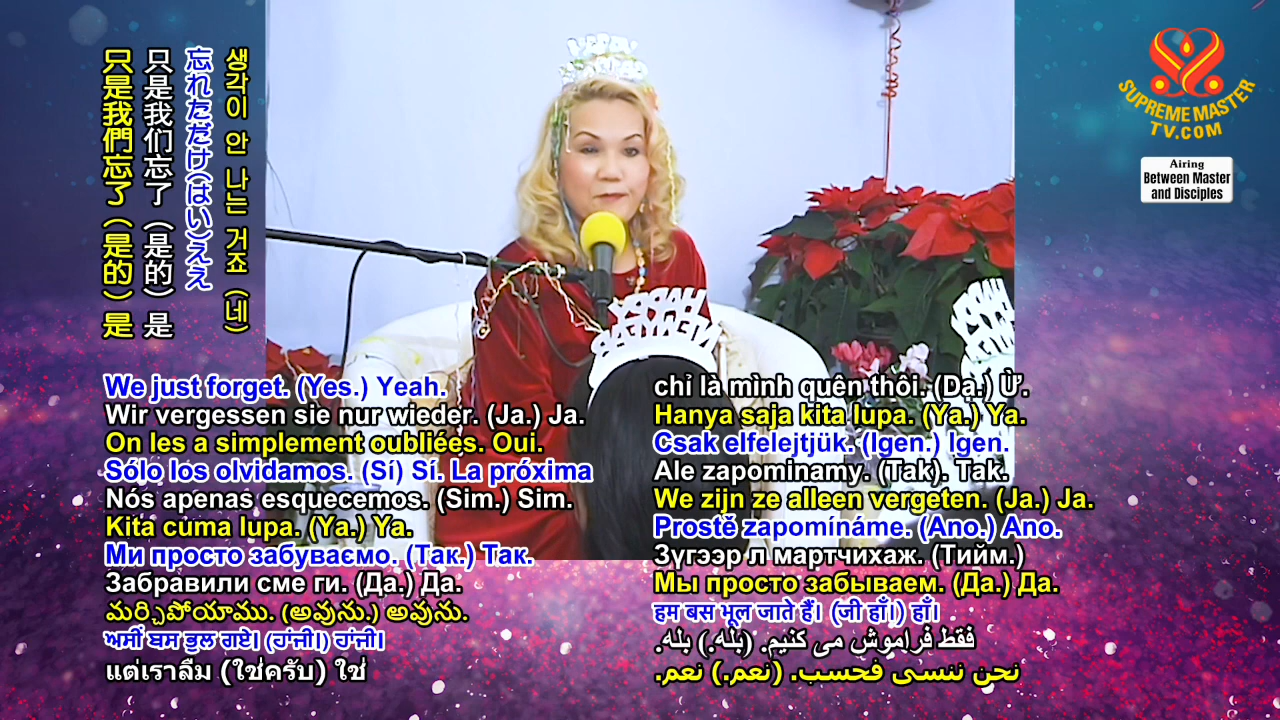 생각이 안 나는 거죠 (네)
忘れただけ(はい)ええ
只是我们忘了(是的)是
只是我們忘了(是的)是
SUPREME MASTER
TV.COM
Airing
Between Master
and Disciples
HAPPY
NEW YEAR
We just forget. (Yes.) Yeah.
Wir vergessen sie nur wieder. (Ja.) Ja.
On les a simplement oubliées. Oui.
Sólo los olvidamos. (Sí) Sí. La próxima
Nós apenas esquecemos. (Sim.) Sim.
Kita cuma lupa. (Ya.) Ya.
Ми просто забуваємо. (Так.) Так.
Забравили сме ги. (Да.) Да.
మర్చిపోయాము. (అవును.) అవును.
ਅਸੀਂ ਬਸ ਭੁਲ ਗਏ। (ਹਾਂਜੀ।) ਹਾਂਜੀ।
แต่เราลืม (ใช่ครับ) ใช่
chỉ là mình quên thôi. (Dạ.) Ừ.
Hanya saja kita lupa. (Ya.) Ya.
Csak elfelejtjük. (Igen.) Igen.
Ale zapominamy. (Tak). Tak.
We zijn ze alleen vergeten. (Ja.) Ja.
Prostě zapomínáme. (Ano.) Ano.
Зүгээр л мартчихаж. (Тийм.)
Мы просто забываем. (Да.) Да.
हम बस भूल जाते हैं। (जी हाँ।) हाँ।
فقط فراموش می کنیم. (بله.) بله.
نحن ننسى فحسب. (نعم.) نعم.